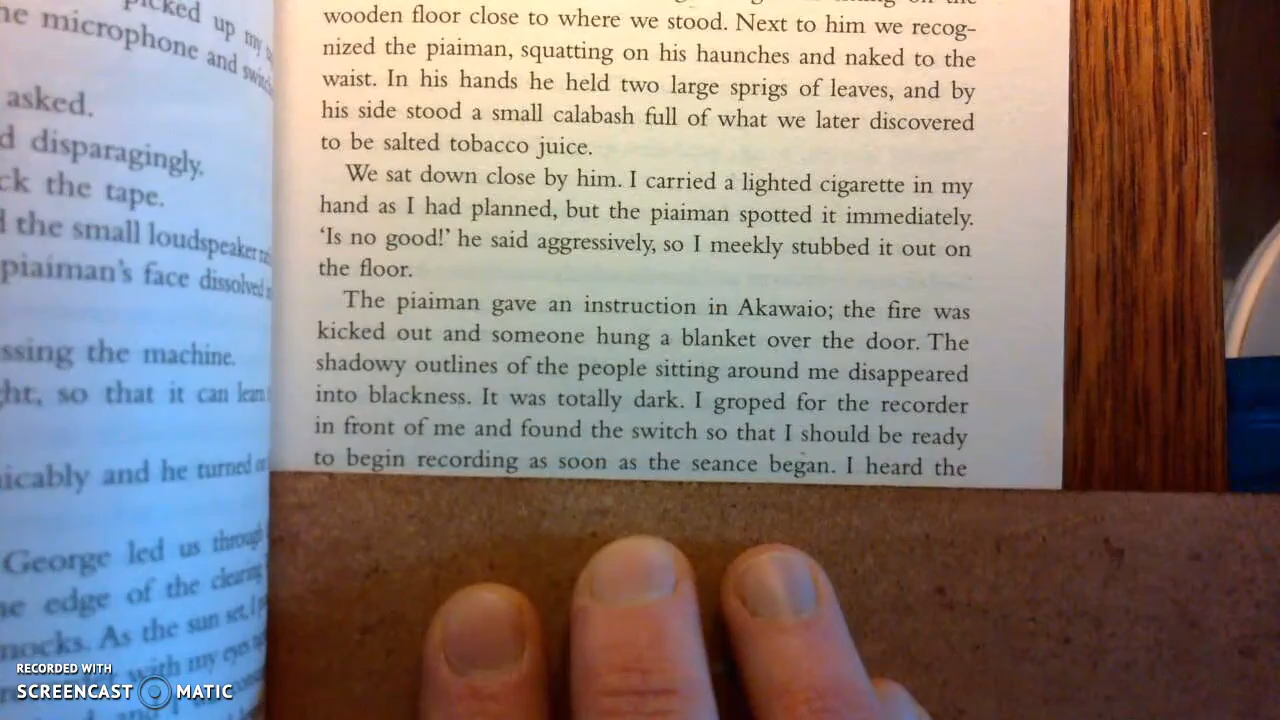 picked up my
microphone and
asked.
disparagingly.
the tape.
the small loudspeaker
piaiman's face dissolved
the machine.
so that it can learn
and he turned
George led us through
edge of the clearing
As the sun set, I
with my eyes
wooden floor close to where we stood. Next to him we recog-
nized the piaiman, squatting on his haunches and naked to the
waist. In his hands he held two large sprigs of leaves, and by
his side stood a small calabash full of what we later discovered
to be salted tobacco juice.
We sat down close by him. I carried a lighted cigarette in my
hand as I had planned, but the piaiman spotted it immediately.
‘Is no good!’ he said aggressively, so I meekly stubbed it out on
the floor.
The piaiman gave an instruction in Akawaio; the fire was
kicked out and someone hung a blanket over the door. The
shadowy outlines of the people sitting around me disappeared
into blackness. It was totally dark. I groped for the recorder
in front of me and found the switch so that I should be ready
to begin recording as soon as the seance began. I heard the
RECORDED WITH
SCREENCAST MATIC